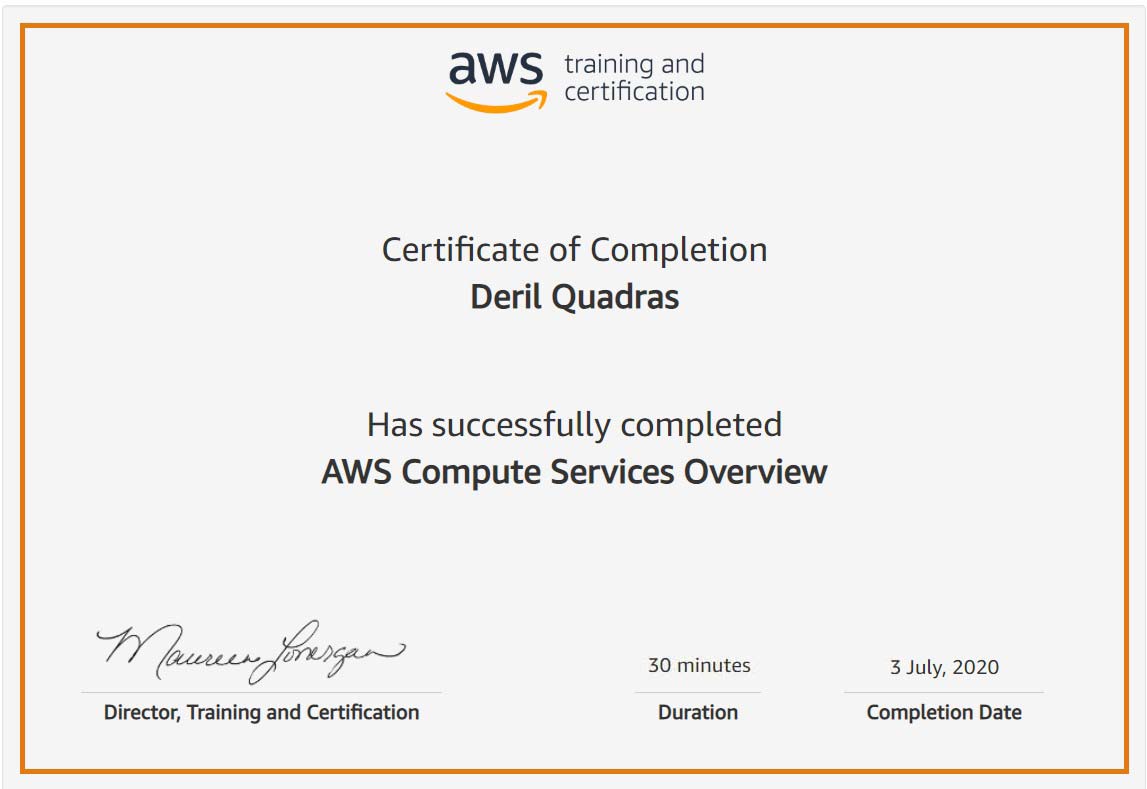 aws training and
certification
Certificate of Completion
Deril Quadras
Has successfully completed
AWS Compute Services Overview
Maureen Lonergan
Director, Training and Certification
30 minutes
Duration
3 July, 2020
Completion Date